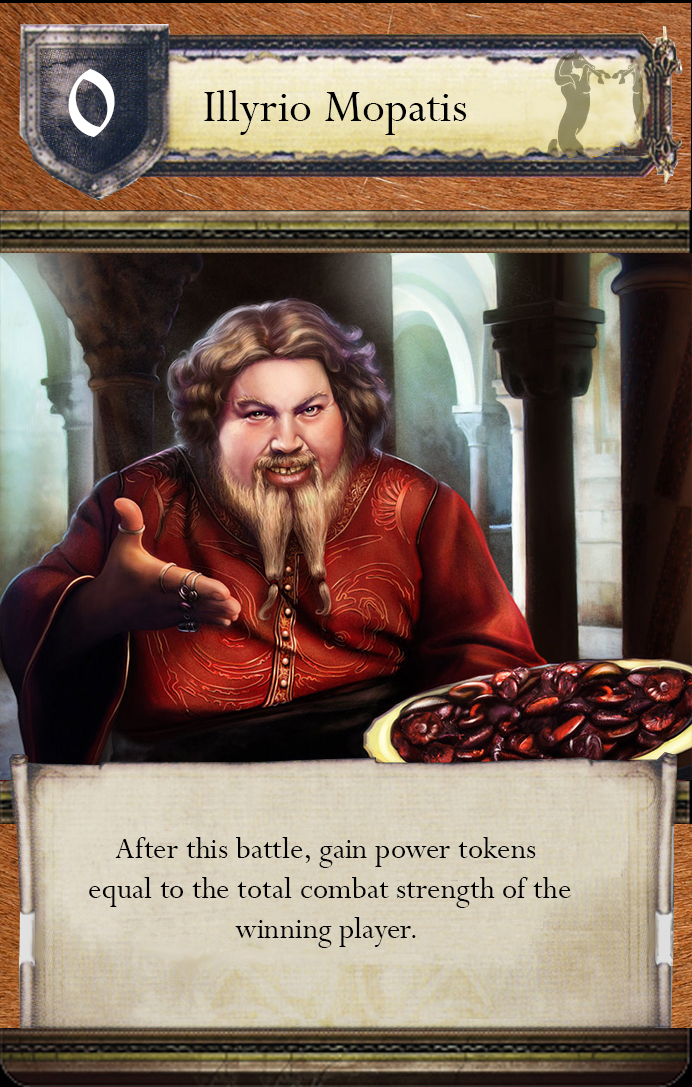 0
Illyrio Mopatis
After this battle, gain power tokens
equal to the total combat strength of the
winning player.